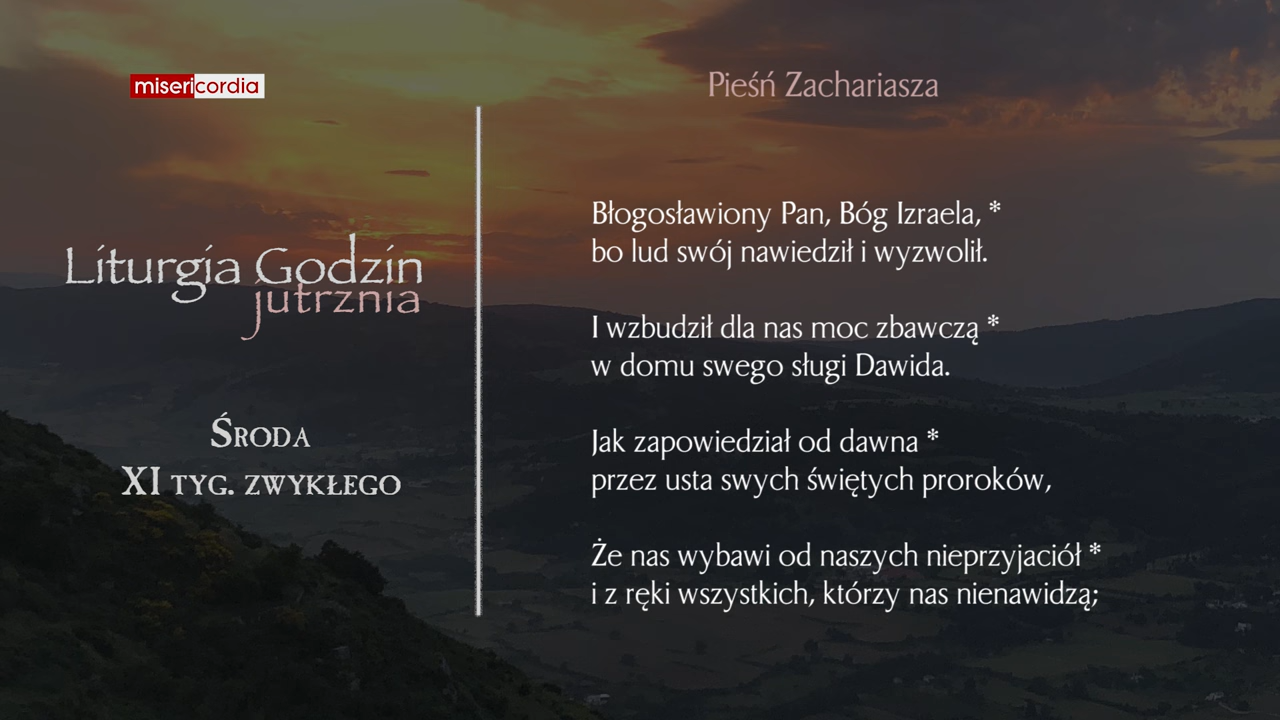 misericordia
Liturgia Godzin
jutrznia
Środa
XI tyg. zwykłego
Pieśń Zachariasza
Błogosławiony Pan, Bóg Izraela, *
bo lud swój nawiedził i wyzwolił.
I wzbudził dla nas moc zbawczą *
w domu swego sługi Dawida.
Jak zapowiedział od dawna *
przez usta swych świętych proroków,
Że nas wybawi od naszych nieprzyjaciół *
i z ręki wszystkich, którzy nas nienawidzą;